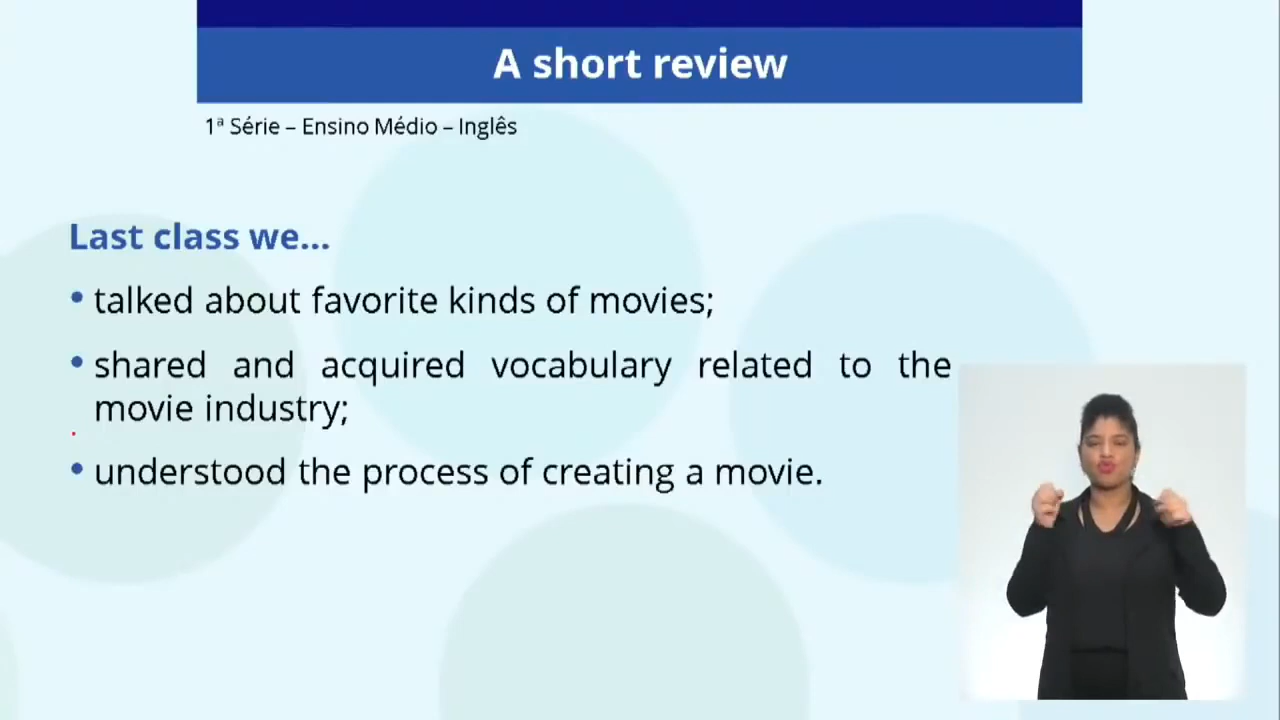 A short review
1ª Série – Ensino Médio – Inglês
Last class we...
• talked about favorite kinds of movies;
• shared and acquired vocabulary related to the
movie industry;
• understood the process of creating a movie.